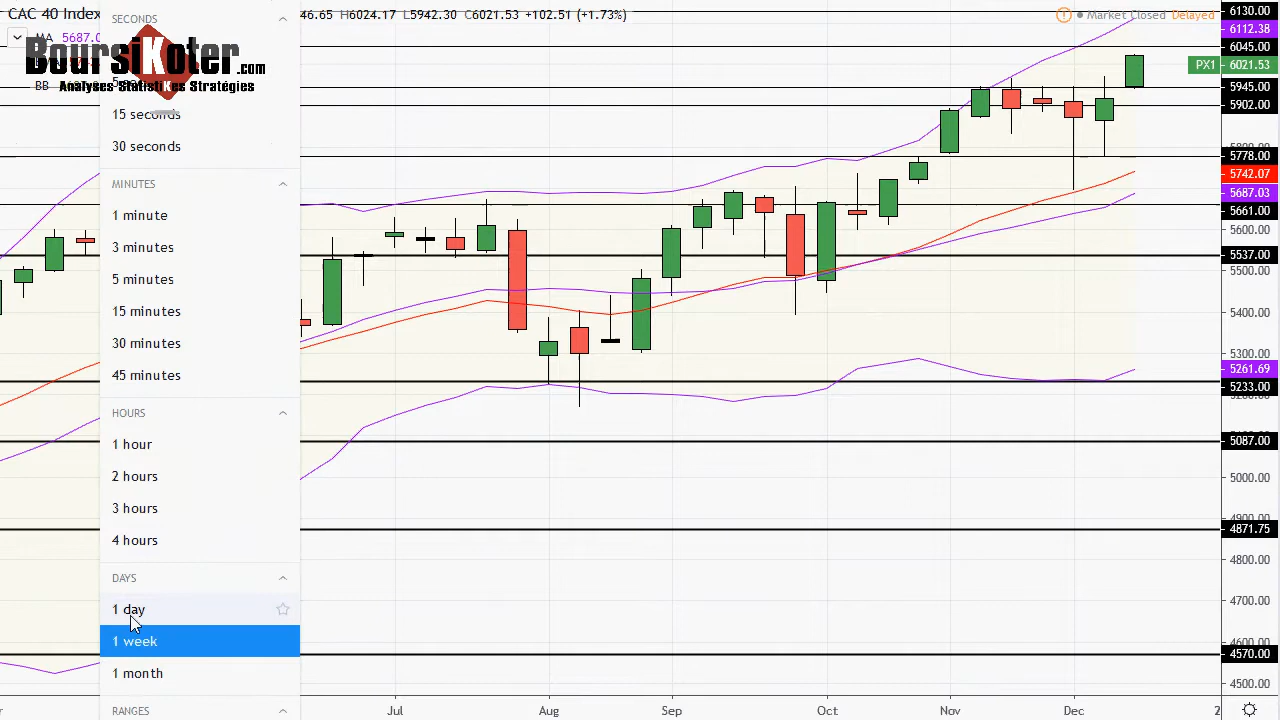 CAC 40 Index
46.65 H6024.17 L5942.30 C6021.53 +102.51 (+1.73%)
Market Closed Delayed
MA 5687.0
BoursiKoter.com
BB Analyses StatistiKes Stratégies
SECONDS
15 seconds
30 seconds
MINUTES
1 minute
3 minutes
5 minutes
15 minutes
30 minutes
45 minutes
HOURS
1 hour
2 hours
3 hours
4 hours
DAYS
1 day
1 week
1 month
RANGES
6130.00
6112.38
6045.00
PX1 6021.53
5945.00
5902.00
5778.00
5742.07
5687.03
5661.00
5600.00
5537.00
5500.00
5400.00
5300.00
5261.69
5233.00
5087.00
5000.00
4900.00
4871.75
4800.00
4700.00
4600.00
4570.00
4500.00
Jul Aug Sep Oct Nov Dec 2